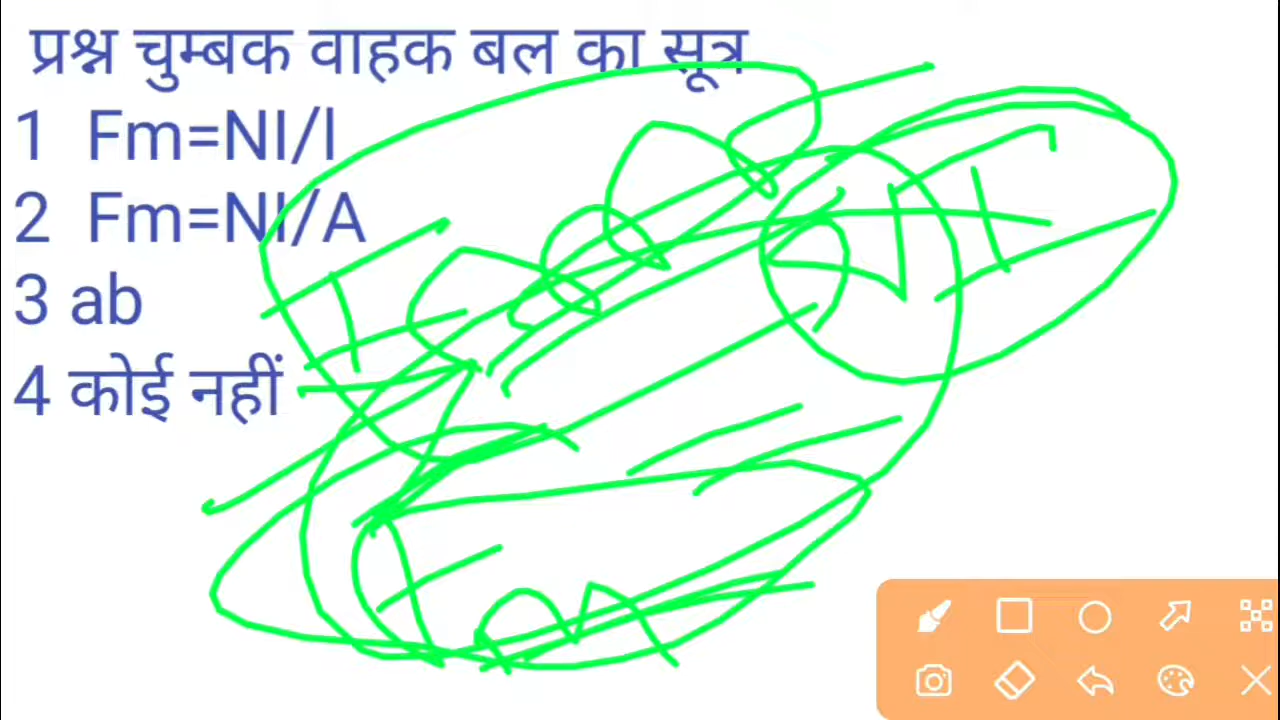 प्रश्न चुम्बक वाहक बल का सूत्र
1 Fm=NI/l
2 Fm=NI/A
3 ab
4 कोई नहीं